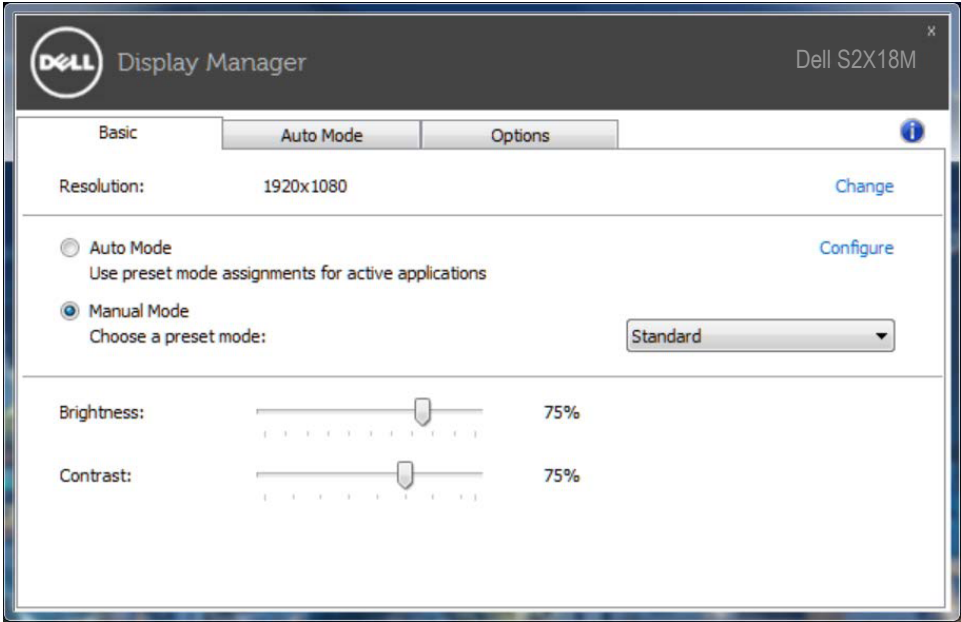 DELL Display Manager
x
Dell S2X18M
Basic Auto Mode Options
i
Resolution: 1920x1080 Change
Auto Mode Configure
Use preset mode assignments for active applications
Manual Mode
Choose a preset mode: Standard
Brightness: 75%
Contrast: 75%